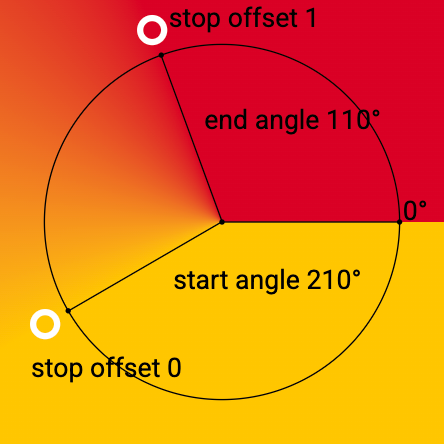 stop offset 1
end angle 110°
0°
start angle 210°
stop offset 0